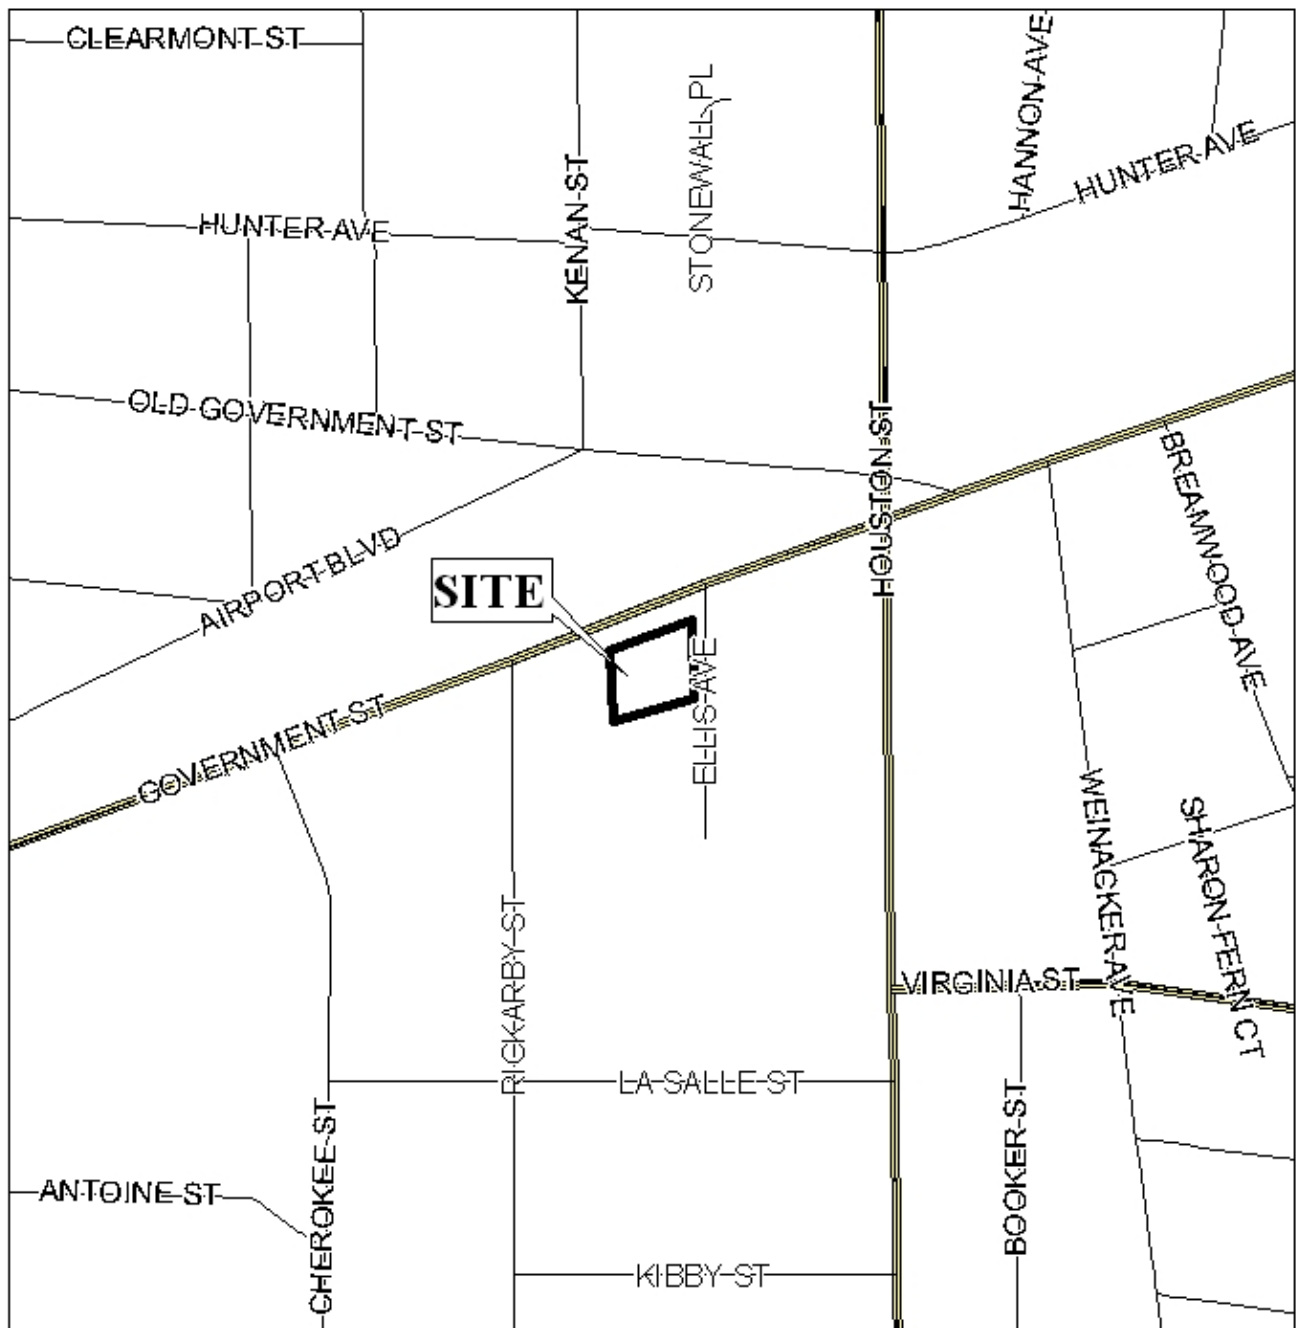 CLEARMONT ST
HANNON AVE
STONEWALL PL
HUNTER AVE
KENAN ST
HUNTER AVE
OLD GOVERNMENT ST
HOUSTON ST
BREAMWOOD AVE
AIRPORT BLVD
SITE
ELLIS AVE
GOVERNMENT ST
WEINACKER AVE
SHARON FERN CT
RICKARBY ST
VIRGINIA ST
LA SALLE ST
BOOKER ST
CHEROKEE ST
ANTOINE ST
KIBBY ST